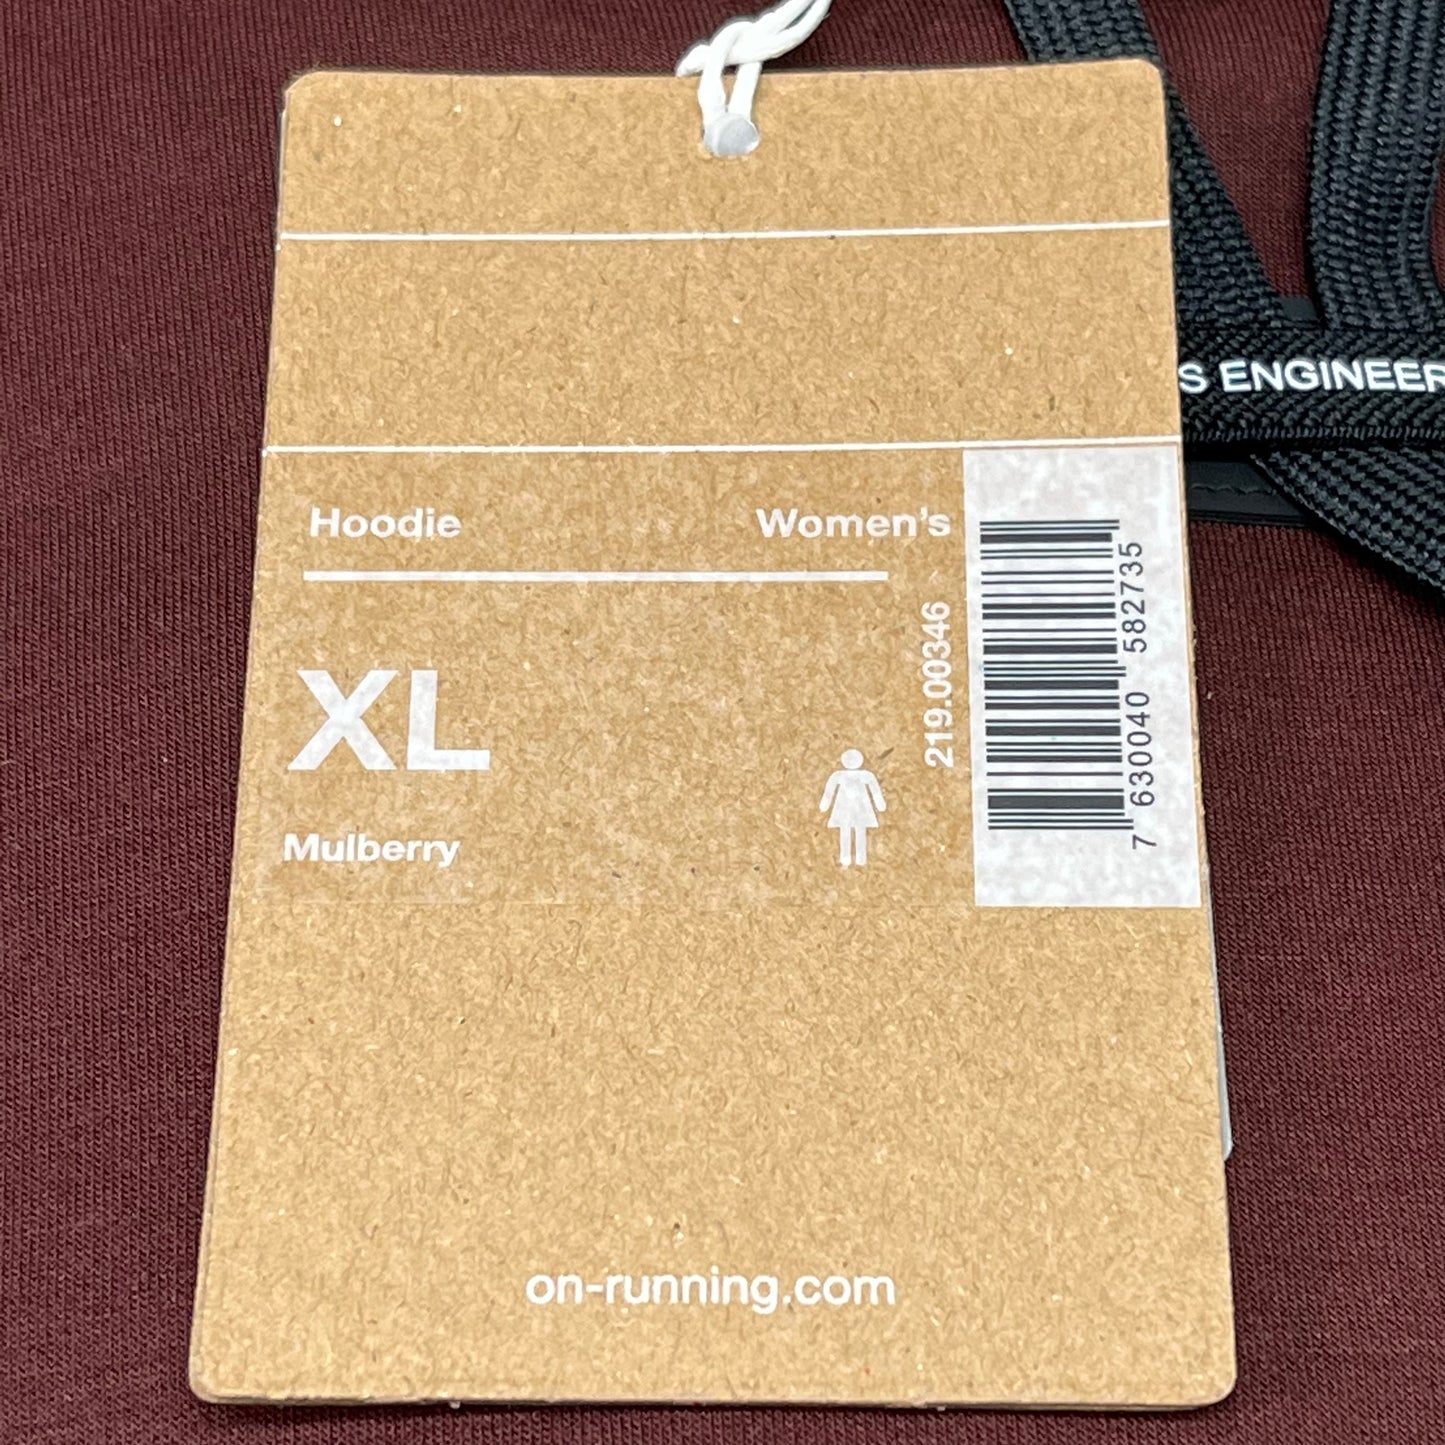 S ENGINEER
Hoodie Women's
XL
219.00346
Mulberry
7 630040 582735
on-running.com